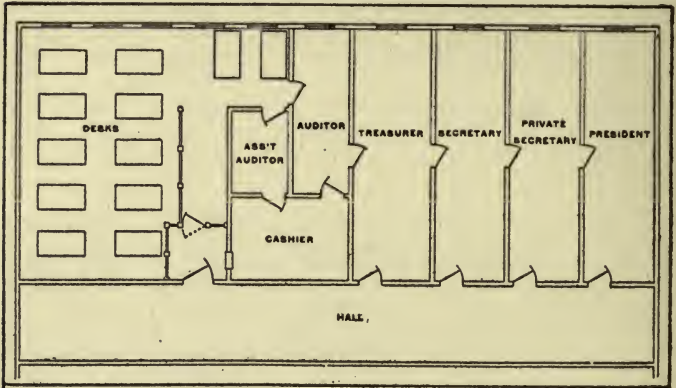 DESKS
ASS'T
AUDITOR
AUDITOR
TREASURER
SECRETARY
PRIVATE
SECRETARY
PRESIDENT
CASHIER
HALL